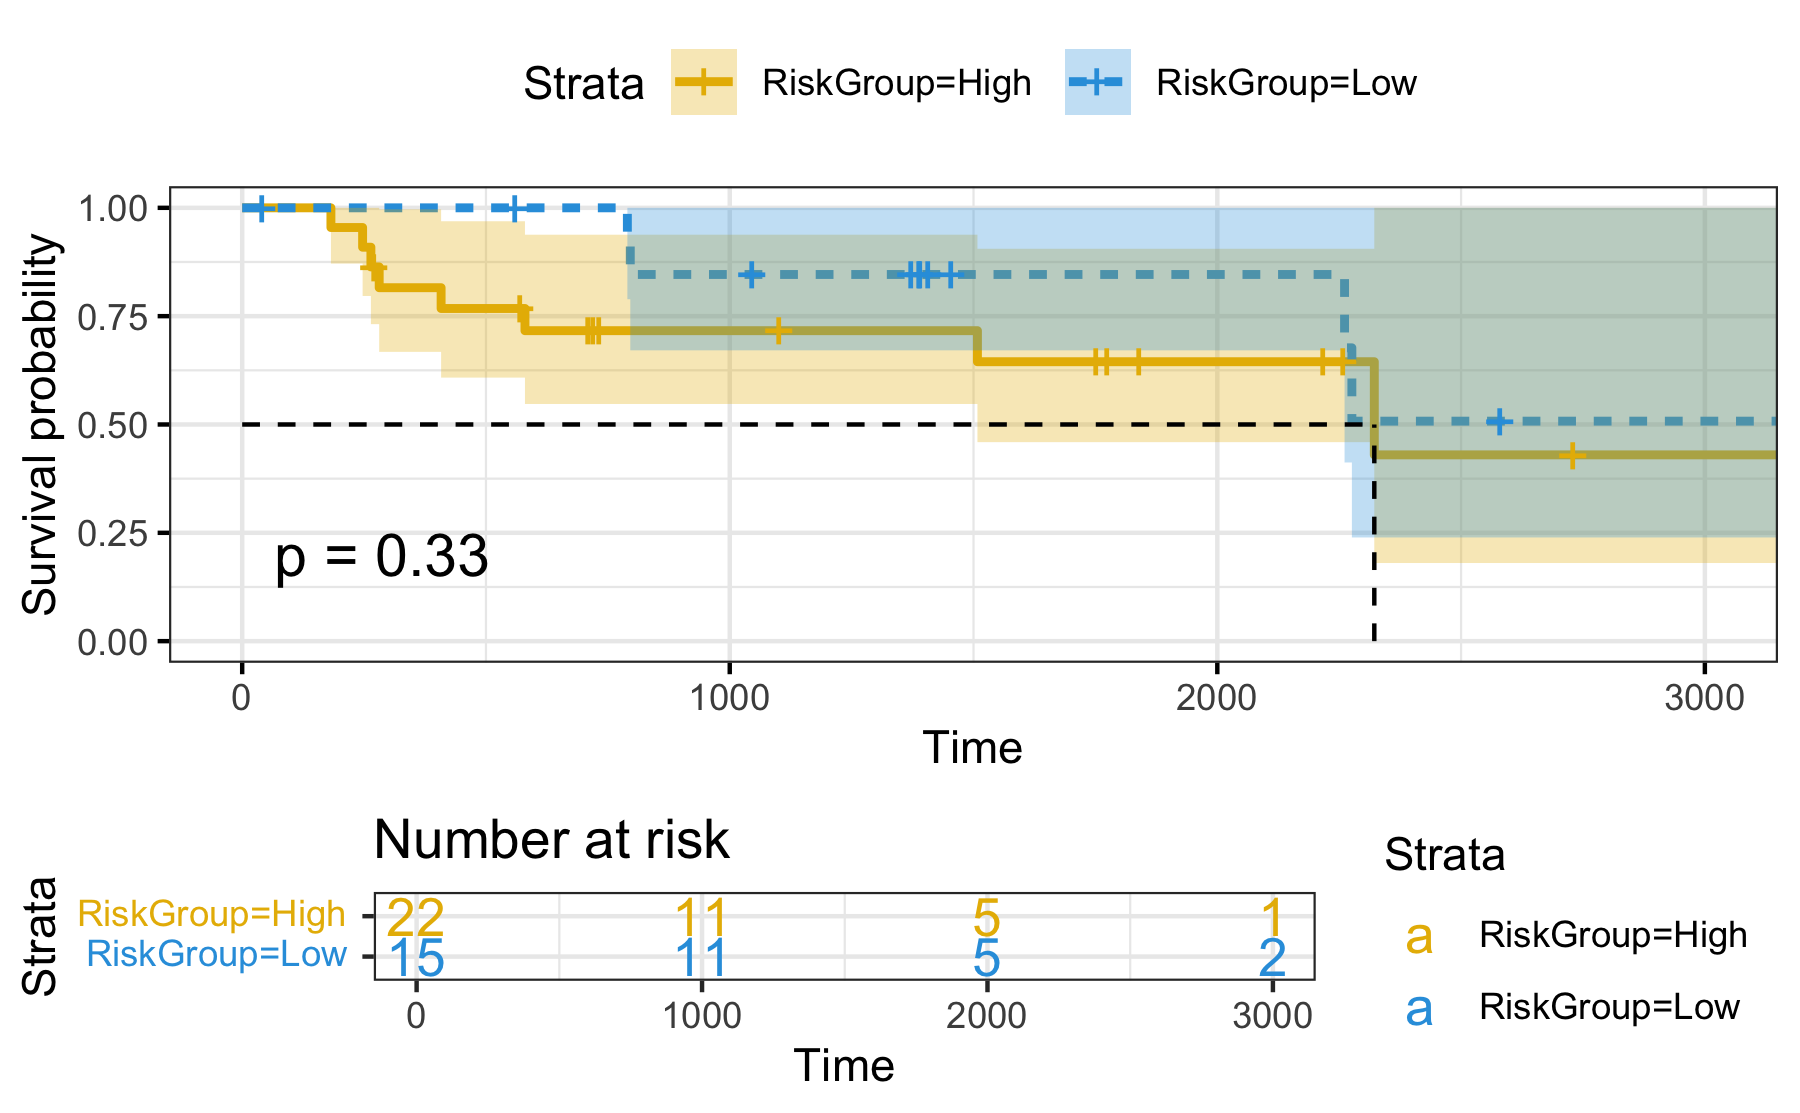 Strata RiskGroup=High RiskGroup=Low
Survival probability
1.00
0.75
0.50
0.25
0.00
p = 0.33
0 1000 2000 3000
Time
Number at risk
Strata
RiskGroup=High 22 11 5 1
RiskGroup=Low 15 11 5 2
0 1000 2000 3000
Time
Strata
a RiskGroup=High
a RiskGroup=Low